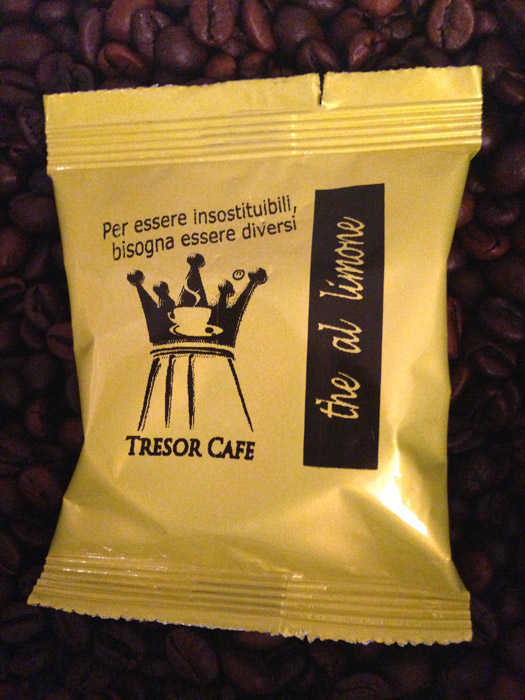 Per essere insostituibili,
bisogna essere diversi
the al limone
TRESOR CAFE